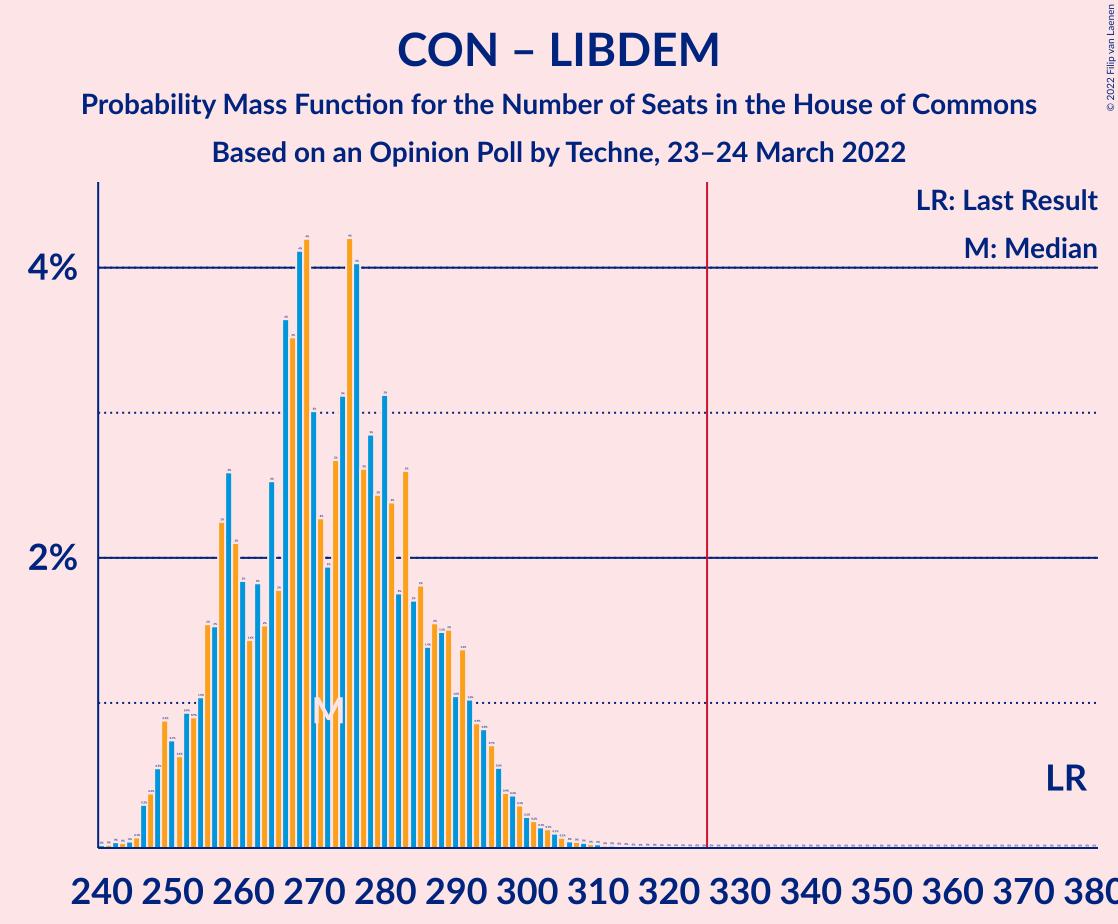 CON – LIBDEM
Probability Mass Function for the Number of Seats in the House of Commons
Based on an Opinion Poll by Techne, 23–24 March 2022
© 2022 Filip van Laenen
LR: Last Result
M: Median
4%
2%
M
LR
240 250 260 270 280 290 300 310 320 330 340 350 360 370 380